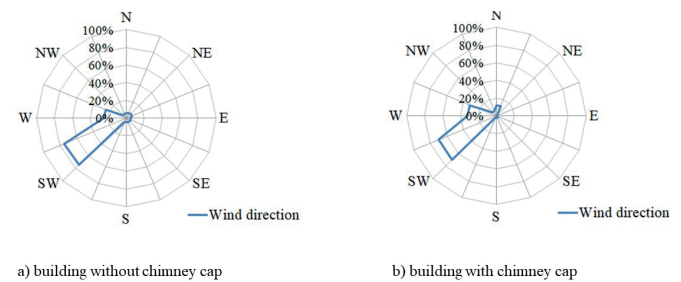 N
100%
80%
60%
40%
20%
0%
NW
NE
W
E
SW
SE
S
Wind direction
a) building without chimney cap
N
100%
80%
60%
40%
20%
0%
NW
NE
W
E
SW
SE
S
Wind direction
b) building with chimney cap